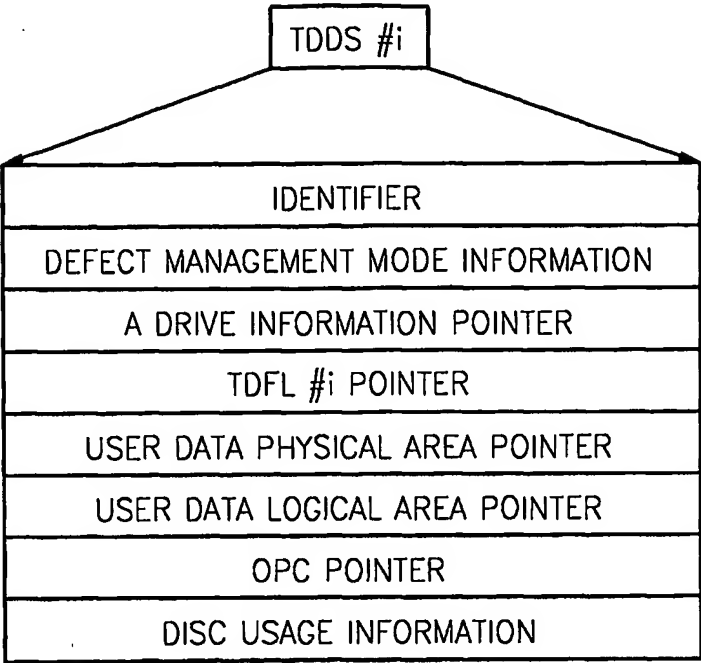 TDDS #i
IDENTIFIER
DEFECT MANAGEMENT MODE INFORMATION
A DRIVE INFORMATION POINTER
TDFL #i POINTER
USER DATA PHYSICAL AREA POINTER
USER DATA LOGICAL AREA POINTER
OPC POINTER
DISC USAGE INFORMATION